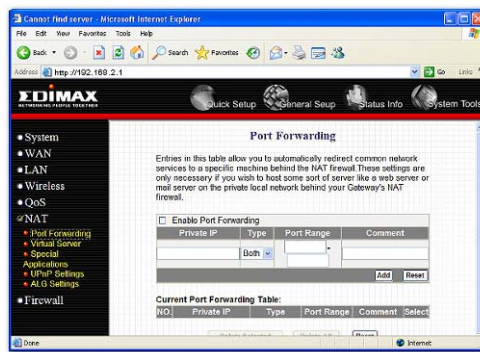 Cannot find server - Microsoft Internet Explorer
File Edit View Favorites Tools Help
Back Search Favorites
Address http://192.168.2.1 Go Links
EDIMAX
NETWORKING PEOPLE TOGETHER
Quick Setup General Seup Status Info System Tools
System
WAN
LAN
Wireless
QoS
NAT
Port Forwarding
Virtual Server
Special
Applications
UPnP Settings
ALG Settings
Firewall
Port Forwarding
Entries in this table allow you to automatically redirect common network
services to a specific machine behind the NAT firewall.These settings are
only necessary if you wish to host some sort of server like a web server or
mail server on the private local network behind your Gateway's NAT
firewall.
Enable Port Forwarding
Private IP Type Port Range Comment
Both -
Add Reset
Current Port Forwarding Table:
NO. Private IP Type Port Range Comment Select
Delete Selected Delete All Reset
Done Internet